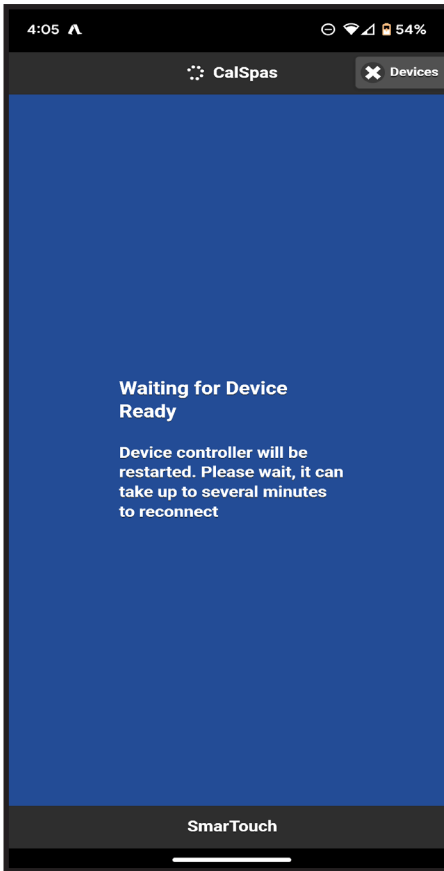 4:05
54%
CalSpas
Devices
Waiting for Device
Ready
Device controller will be
restarted. Please wait, it can
take up to several minutes
to reconnect
SmarTouch